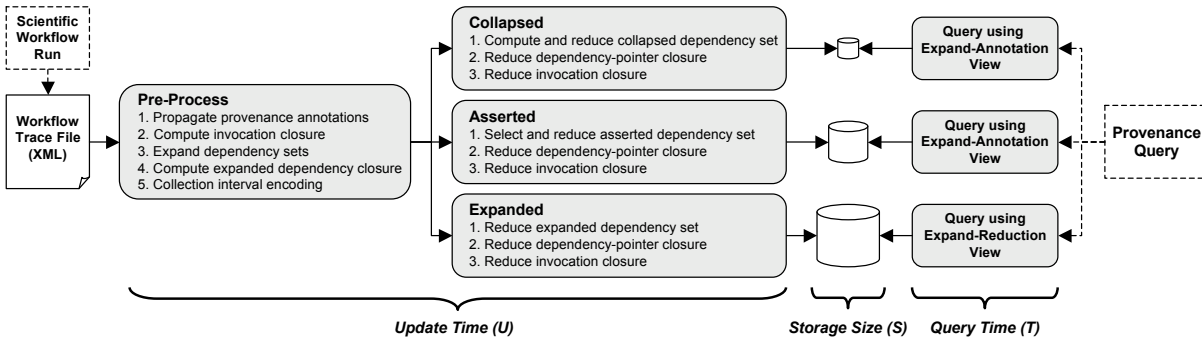 Scientific
Workflow
Run
Workflow
Trace File
(XML)
Pre-Process
1. Propagate provenance annotations
2. Compute invocation closure
3. Expand dependency sets
4. Compute expanded dependency closure
5. Collection interval encoding
Collapsed
1. Compute and reduce collapsed dependency set
2. Reduce dependency-pointer closure
3. Reduce invocation closure
Asserted
1. Select and reduce asserted dependency set
2. Reduce dependency-pointer closure
3. Reduce invocation closure
Expanded
1. Reduce expanded dependency set
2. Reduce dependency-pointer closure
3. Reduce invocation closure
Query using
Expand-Annotation
View
Query using
Expand-Annotation
View
Query using
Expand-Reduction
View
Provenance
Query
Update Time (U)
Storage Size (S)
Query Time (T)